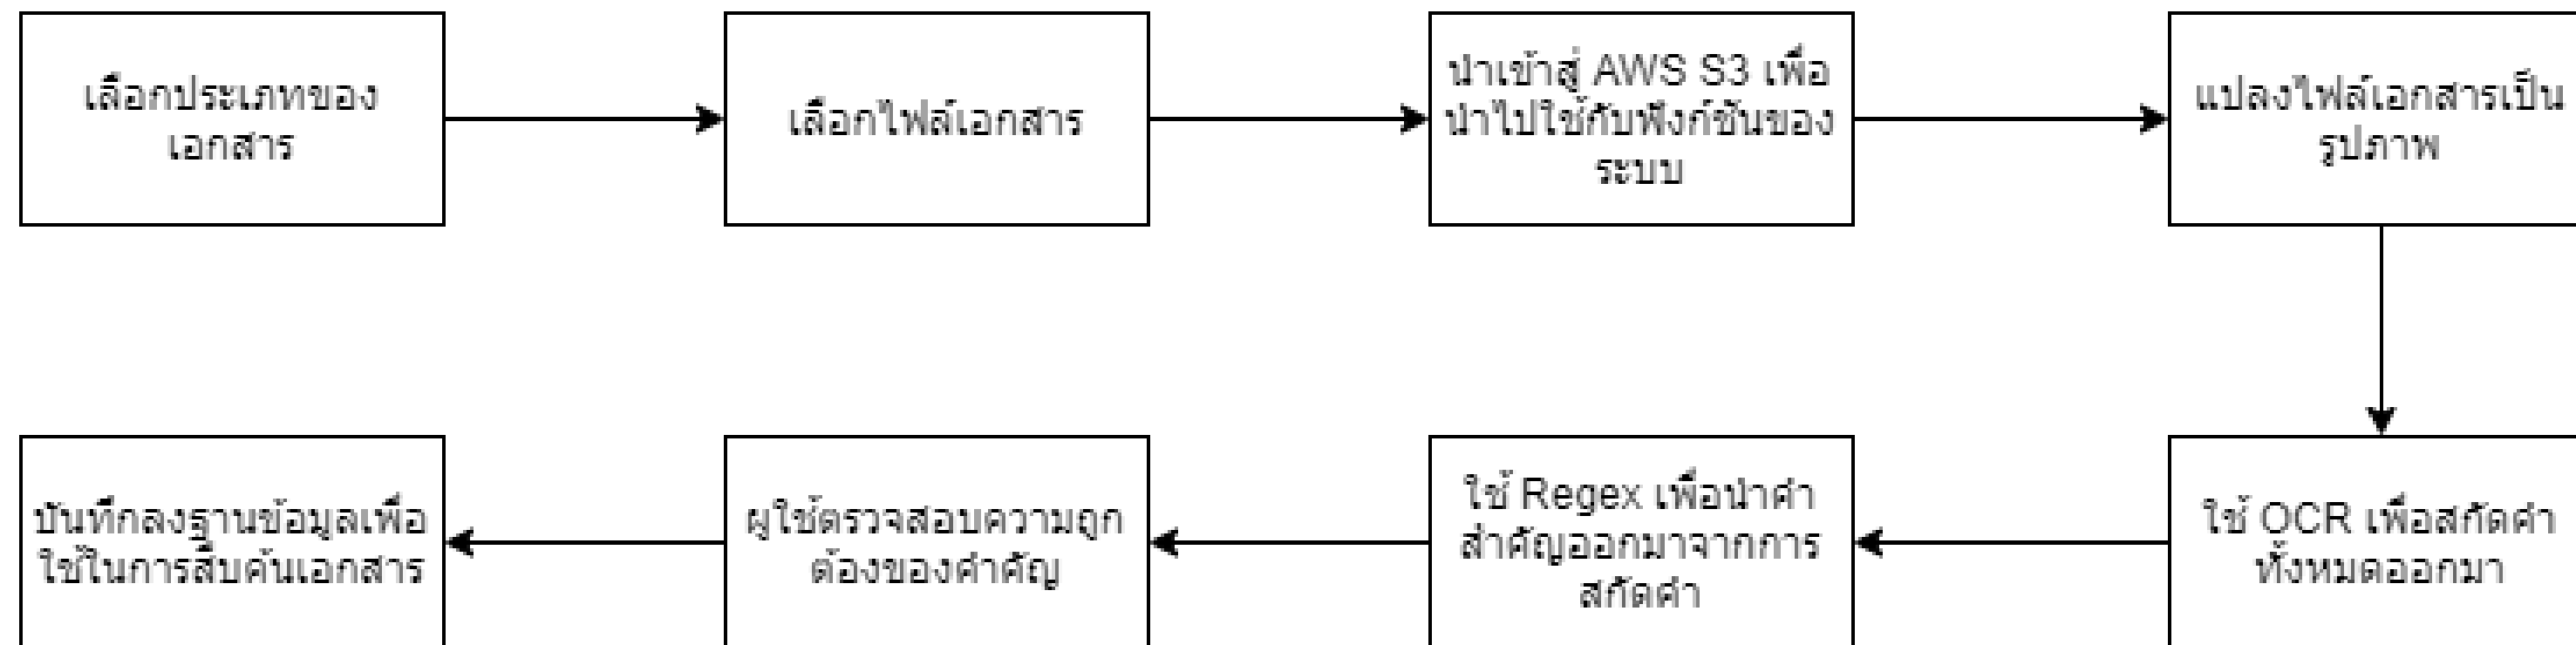 เลือกประเภทของ
เอกสาร
เลือกไฟล์เอกสาร
นำเข้าสู่ AWS S3 เพื่อ
นำไปใช้กับฟังก์ชันของ
ระบบ
แปลงไฟล์เอกสารเป็น
รูปภาพ
ใช้ OCR เพื่อสกัดคำ
ทั้งหมดออกมา
ใช้ Regex เพื่อนำคำ
สำคัญออกมาจากการ
สกัดคำ
ผู้ใช้ตรวจสอบความถูก
ต้องของคำคัญ
บันทึกลงฐานข้อมูลเพื่อ
ใช้ในการสืบค้นเอกสาร